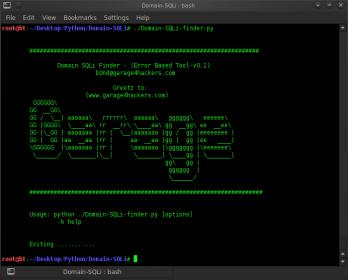 Domain-SQLi : bash
File Edit View Bookmarks Settings Help
root@bt:~/Desktop/Python/Domain-SQLi# ./Domain-SQLi-finder.py
Domain SQLi Finder - (Error Based Tool-v0.1)
b0nd@garage4hackers.com
Greetz to:
(www.garage4hackers.com)
Usage: python ./Domain-SQLi-finder.py [options]
-h help
Exiting ...........
root@bt:~/Desktop/Python/Domain-SQLi#
Domain-SQLi : bash